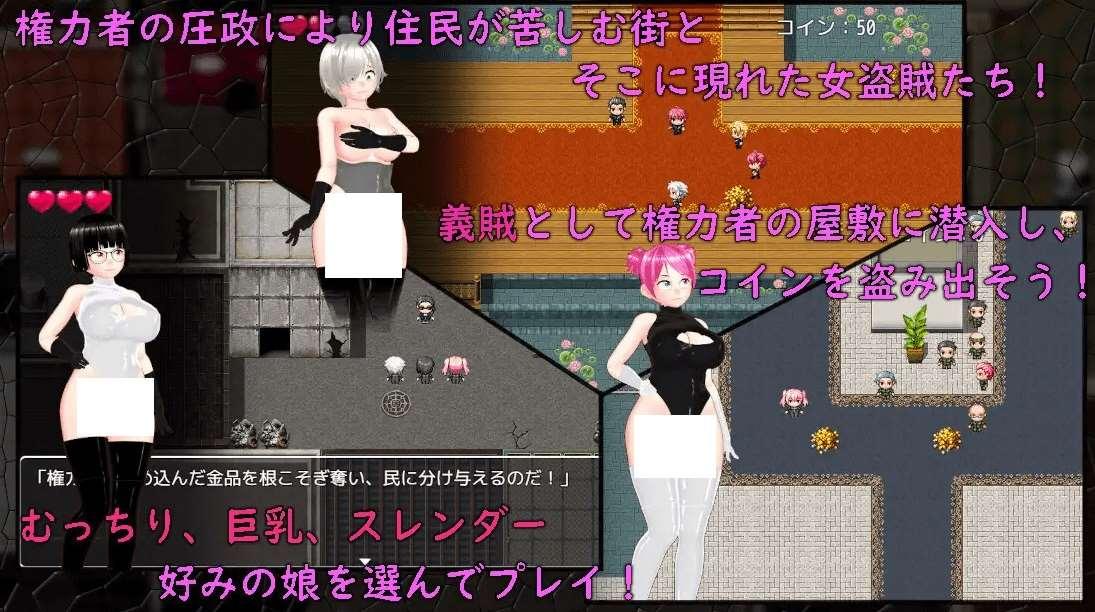 権力者の圧政により住民が苦しむ街と
コイン：50
そこに現れた女盗賊たち！
義賊として権力者の屋敷に潜入し、
コインを盗み出そう！
「権力 め込んだ金品を根こそぎ奪い、民に分け与えるのだ！」
むっちり、巨乳、スレンダー
好みの娘を選んでプレイ！